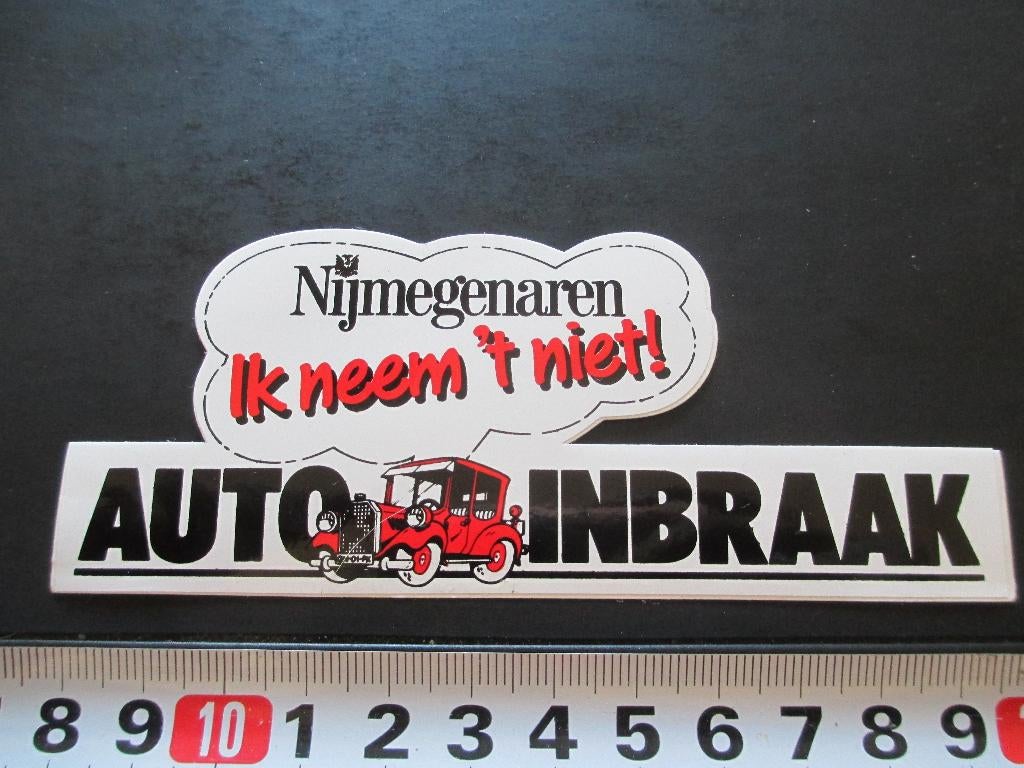 Nijmegenaren
Ik neem 't niet!
AUTO INBRAAK
8 9 10 1 2 3 4 5 6 7 8 9